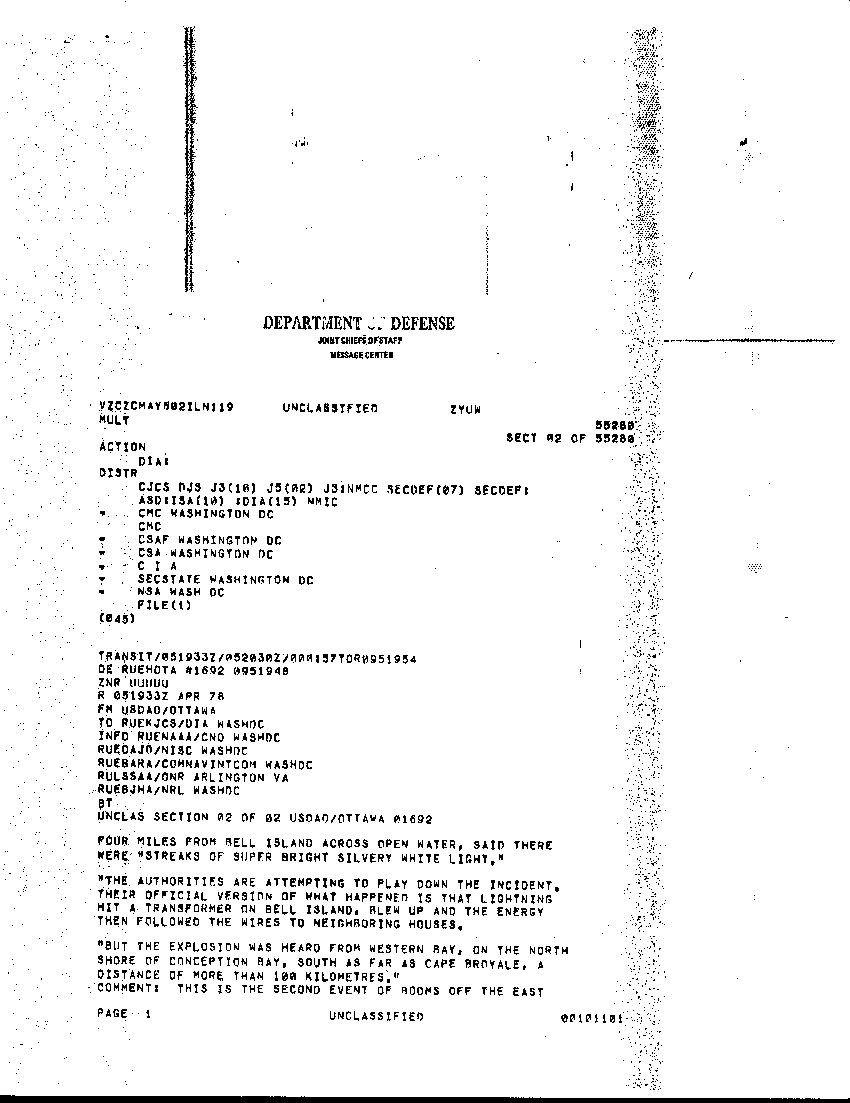 DEPARTMENT DEFENSE
JOINT CHIEFS OF STAFF
MESSAGE CENTER
VZCZCMAY502ILN119 UNCLASSIFIED ZYUW
MULT
55280
SECT 02 OF 55280
ACTION
DIA:
DISTR
CJCS DJS J3(10) J5(02) J3:NMCC SECDEF(07) SECDEF:
ASD:ISA(10) :DIA(15) NMIC
CMC WASHINGTON DC
CMC
CSAF WASHINGTON DC
CSA WASHINGTON DC
C I A
SECSTATE WASHINGTON DC
NSA WASH DC
FILE(1)
(045)
TRANSIT/051933Z/052030Z/000157TOR0951954
DE RUEHOTA #1692 0951948
ZNR UUUUU
R 051933Z APR 78
FM USDAO/OTTAWA
TO RUEKJCS/DIA WASHDC
INFO RUENAAA/CNO WASHDC
RUEOAJO/NISC WASHDC
RUEBARA/COMNAVINTCOM WASHDC
RULSSAA/ONR ARLINGTON VA
RUEBJHA/NRL WASHDC
BT
UNCLAS SECTION 02 OF 02 USDAO/OTTAWA 01692
FOUR MILES FROM BELL ISLAND ACROSS OPEN WATER, SAID THERE
WERE "STREAKS OF SUPER BRIGHT SILVERY WHITE LIGHT."
"THE AUTHORITIES ARE ATTEMPTING TO PLAY DOWN THE INCIDENT.
THEIR OFFICIAL VERSION OF WHAT HAPPENED IS THAT LIGHTNING
HIT A TRANSFORMER ON BELL ISLAND, BLEW UP AND THE ENERGY
THEN FOLLOWED THE WIRES TO NEIGHBORING HOUSES.
"BUT THE EXPLOSION WAS HEARD FROM WESTERN BAY, ON THE NORTH
SHORE OF CONCEPTION BAY, SOUTH AS FAR AS CAPE BROYALE, A
DISTANCE OF MORE THAN 100 KILOMETRES."
COMMENT: THIS IS THE SECOND EVENT OF BOOMS OFF THE EAST
PAGE 1 UNCLASSIFIED 00101101